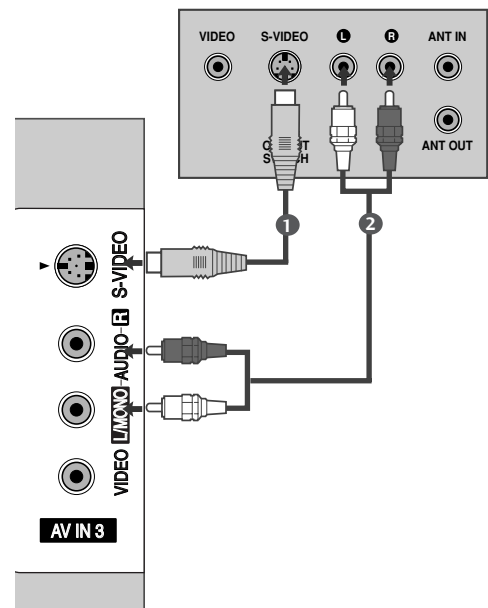 VIDEO S-VIDEO L R ANT IN
ANT OUT
1
2
S-VIDEO
AUDIO R
L/MONO
VIDEO
AV IN 3